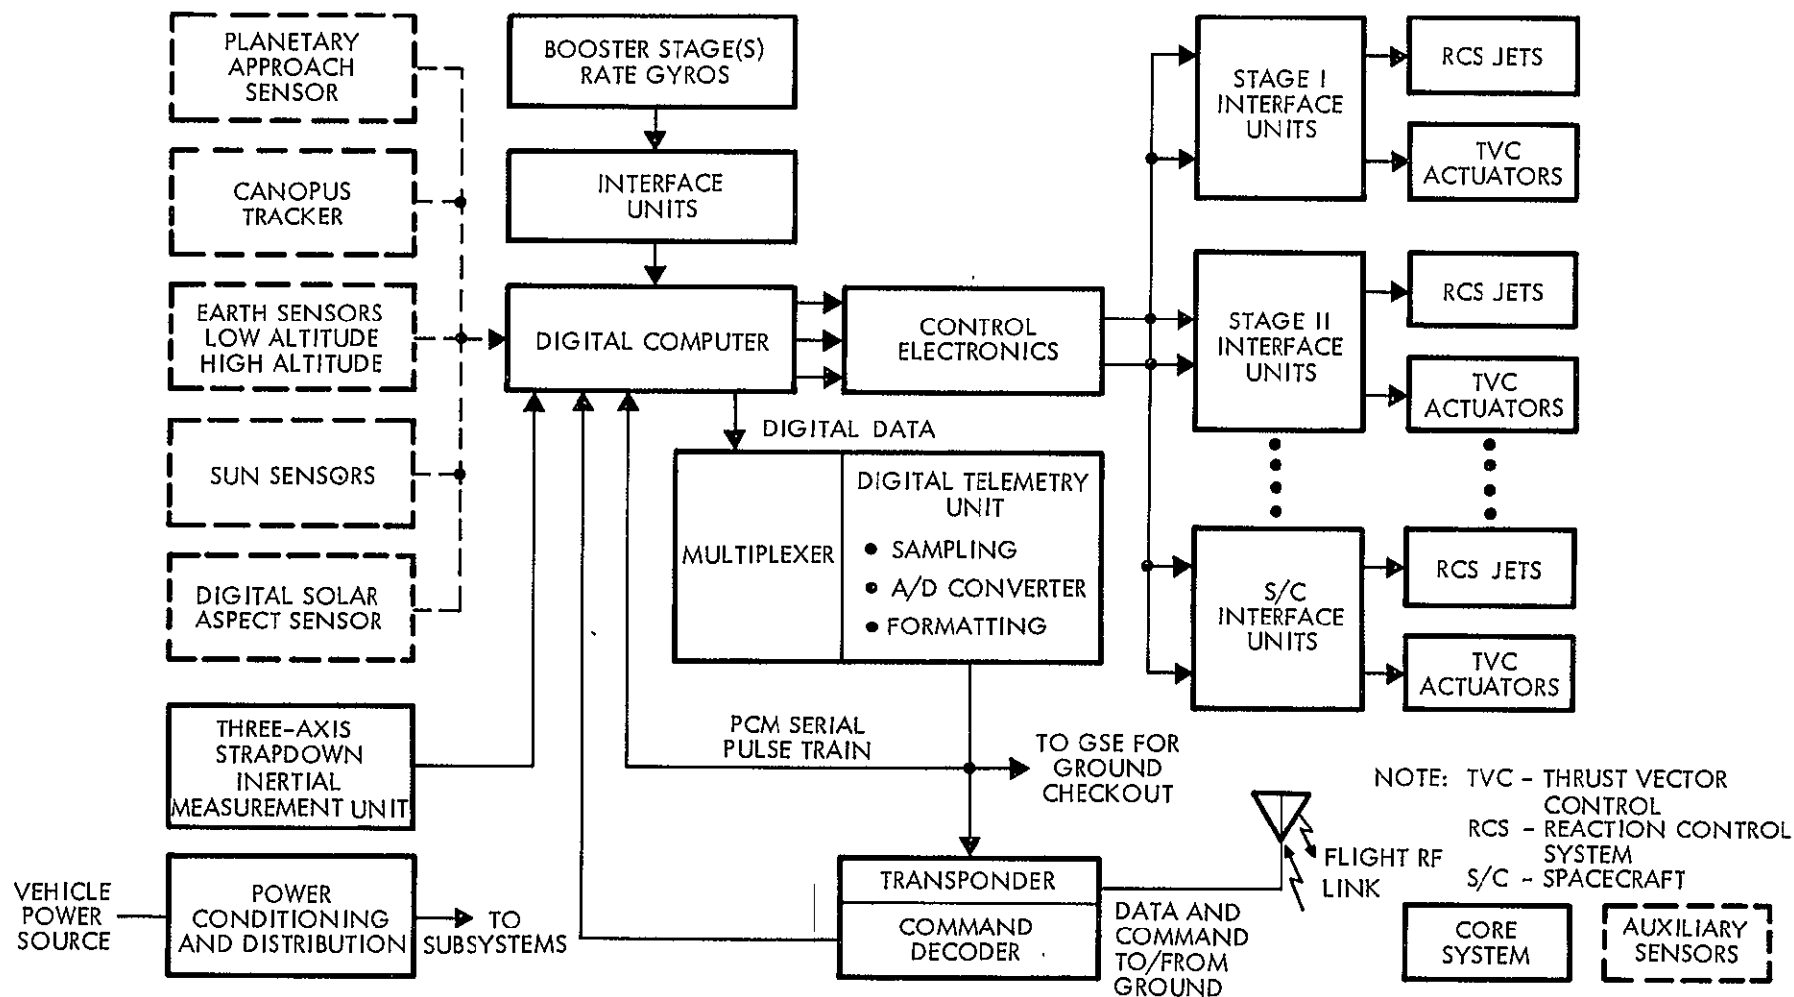 PLANETARY
APPROACH
SENSOR
CANOPUS
TRACKER
EARTH SENSORS
LOW ALTITUDE
HIGH ALTITUDE
SUN SENSORS
DIGITAL SOLAR
ASPECT SENSOR
THREE-AXIS
STRAPDOWN
INERTIAL
MEASUREMENT UNIT
VEHICLE
POWER
SOURCE
POWER
CONDITIONING
AND DISTRIBUTION
TO
SUBSYSTEMS
BOOSTER STAGE(S)
RATE GYROS
INTERFACE
UNITS
DIGITAL COMPUTER
CONTROL
ELECTRONICS
DIGITAL DATA
MULTIPLEXER
DIGITAL TELEMETRY
UNIT
● SAMPLING
● A/D CONVERTER
● FORMATTING
PCM SERIAL
PULSE TRAIN
TO GSE FOR
GROUND
CHECKOUT
TRANSPONDER
COMMAND
DECODER
DATA AND
COMMAND
TO/FROM
GROUND
FLIGHT RF
LINK
STAGE I
INTERFACE
UNITS
RCS JETS
TVC
ACTUATORS
STAGE II
INTERFACE
UNITS
RCS JETS
TVC
ACTUATORS
S/C
INTERFACE
UNITS
RCS JETS
TVC
ACTUATORS
NOTE: TVC - THRUST VECTOR
CONTROL
RCS - REACTION CONTROL
SYSTEM
S/C - SPACECRAFT
CORE
SYSTEM
AUXILIARY
SENSORS